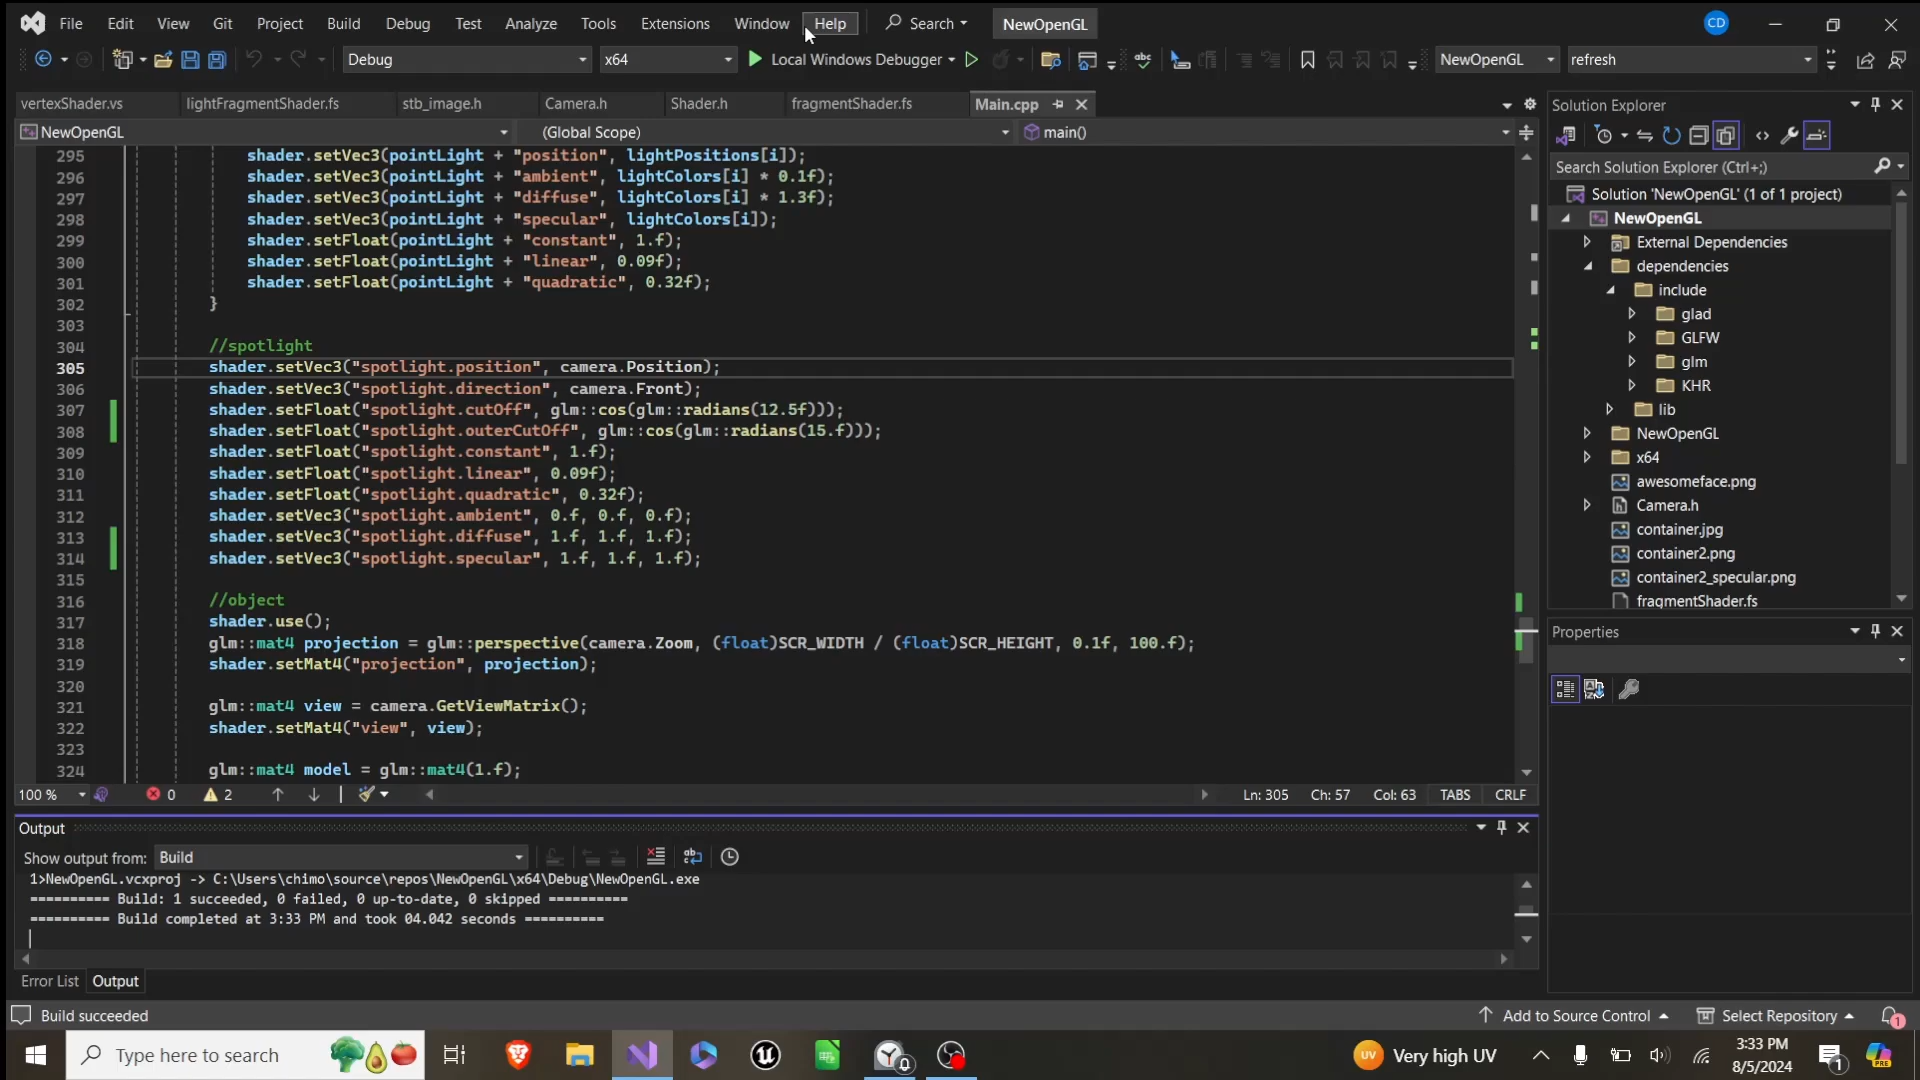 File Edit View Git Project Build Debug Test Analyze Tools Extensions Window Help Search NewOpenGL CD
Debug x64 Local Windows Debugger NewOpenGL refresh
vertexShader.vs lightFragmentShader.fs stb_image.h Camera.h Shader.h fragmentShader.fs Main.cpp
NewOpenGL (Global Scope) main()
295 shader.setVec3(pointLight + "position", lightPositions[i]);
296 shader.setVec3(pointLight + "ambient", lightColors[i] * 0.1f);
297 shader.setVec3(pointLight + "diffuse", lightColors[i] * 1.3f);
298 shader.setVec3(pointLight + "specular", lightColors[i]);
299 shader.setFloat(pointLight + "constant", 1.f);
300 shader.setFloat(pointLight + "linear", 0.09f);
301 shader.setFloat(pointLight + "quadratic", 0.32f);
302 }
303
304 //spotlight
305 shader.setVec3("spotlight.position", camera.Position);
306 shader.setVec3("spotlight.direction", camera.Front);
307 shader.setFloat("spotlight.cutOff", glm::cos(glm::radians(12.5f)));
308 shader.setFloat("spotlight.outerCutOff", glm::cos(glm::radians(15.f)));
309 shader.setFloat("spotlight.constant", 1.f);
310 shader.setFloat("spotlight.linear", 0.09f);
311 shader.setFloat("spotlight.quadratic", 0.32f);
312 shader.setVec3("spotlight.ambient", 0.f, 0.f, 0.f);
313 shader.setVec3("spotlight.diffuse", 1.f, 1.f, 1.f);
314 shader.setVec3("spotlight.specular", 1.f, 1.f, 1.f);
315
316 //object
317 shader.use();
318 glm::mat4 projection = glm::perspective(camera.Zoom, (float)SCR_WIDTH / (float)SCR_HEIGHT, 0.1f, 100.f);
319 shader.setMat4("projection", projection);
320
321 glm::mat4 view = camera.GetViewMatrix();
322 shader.setMat4("view", view);
323
324 glm::mat4 model = glm::mat4(1.f);
100 % 0 2 Ln: 305 Ch: 57 Col: 63 TABS CRLF
Output
Show output from: Build
1>NewOpenGL.vcxproj -> C:\Users\chimo\source\repos\NewOpenGL\x64\Debug\NewOpenGL.exe
========== Build: 1 succeeded, 0 failed, 0 up-to-date, 0 skipped ==========
========== Build completed at 3:33 PM and took 04.042 seconds ==========
Error List Output
Solution Explorer
Search Solution Explorer (Ctrl+;)
Solution 'NewOpenGL' (1 of 1 project)
NewOpenGL
External Dependencies
dependencies
include
glad
GLFW
glm
KHR
lib
NewOpenGL
x64
awesomeface.png
Camera.h
container.jpg
container2.png
container2_specular.png
fragmentShader.fs
Properties
Build succeeded Add to Source Control Select Repository 1
Type here to search UV Very high UV 3:33 PM 1
8/5/2024